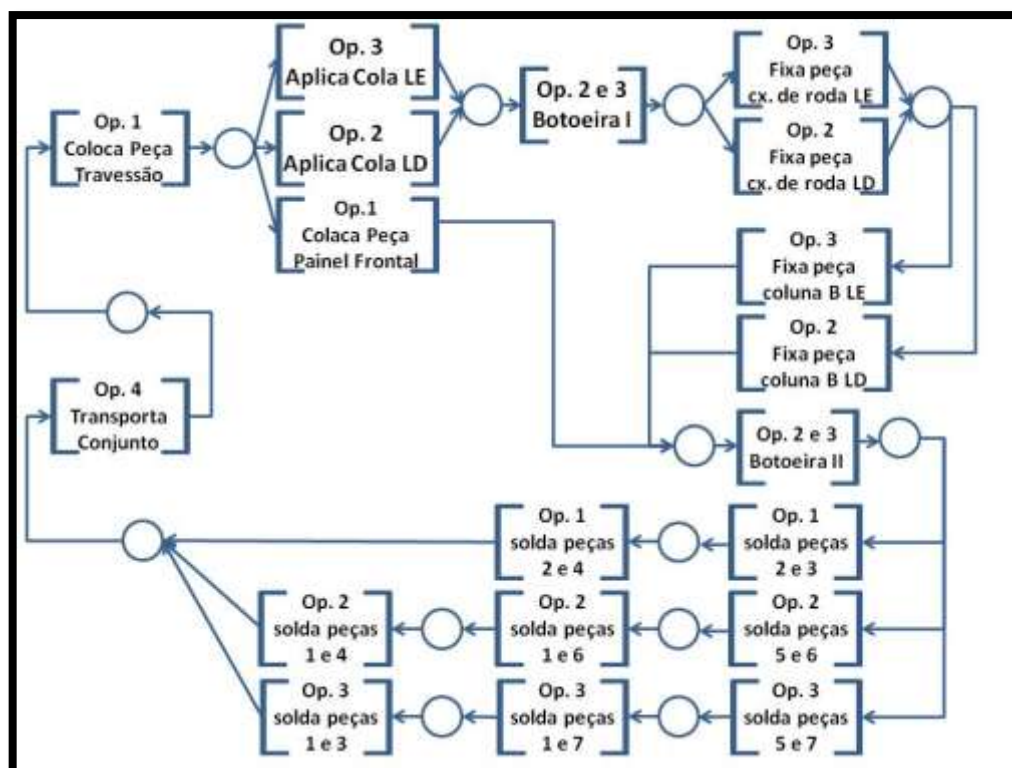 Op. 3
Aplica Cola LE
Op. 2 e 3
Botoeira I
Op. 3
Fixa peça
cx. de roda LE
Op. 1
Coloca Peça
Travessão
Op. 2
Aplica Cola LD
Op. 2
Fixa peça
cx. de roda LD
Op.1
Colaca Peça
Painel Frontal
Op. 3
Fixa peça
coluna B LE
Op. 2
Fixa peça
coluna B LD
Op. 4
Transporta
Conjunto
Op. 2 e 3
Botoeira II
Op. 1
solda peças
2 e 4
Op. 1
solda peças
2 e 3
Op. 2
solda peças
1 e 4
Op. 2
solda peças
1 e 6
Op. 2
solda peças
5 e 6
Op. 3
solda peças
1 e 3
Op. 3
solda peças
1 e 7
Op. 3
solda peças
5 e 7